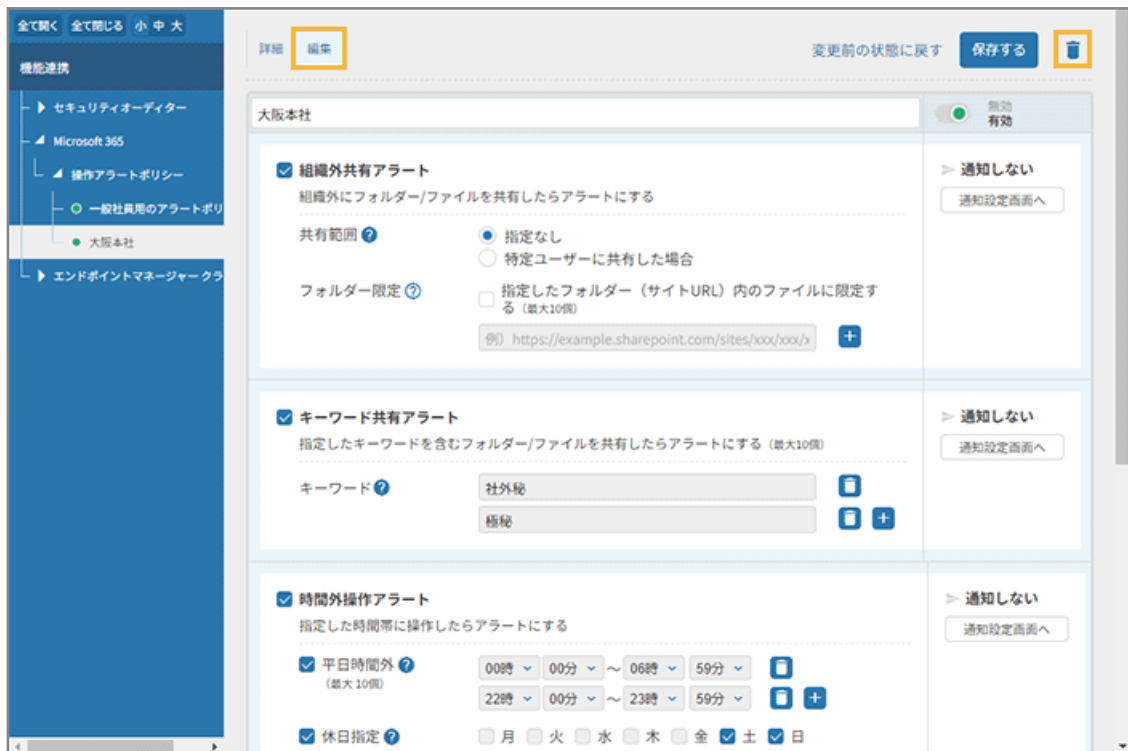 全て開く 全て閉じる 小 中 大
機能連携
セキュリティオーディター
Microsoft 365
操作アラートポリシー
一般社員用のアラートポリ
大阪本社
エンドポイントマネージャー クラ
詳細 編集 変更前の状態に戻す 保存する
大阪本社
無効
有効
組織外共有アラート
組織外にフォルダー/ファイルを共有したらアラートにする
通知しない
通知設定画面へ
共有範囲 ?
指定なし
特定ユーザーに共有した場合
フォルダー限定 ?
指定したフォルダー（サイトURL）内のファイルに限定す
る（最大10個）
例）https://example.sharepoint.com/sites/xxx/xxx/x
キーワード共有アラート
指定したキーワードを含むフォルダー/ファイルを共有したらアラートにする（最大10個）
通知しない
通知設定画面へ
キーワード ?
社外秘
極秘
時間外操作アラート
指定した時間帯に操作したらアラートにする
通知しない
通知設定画面へ
平日時間外 ?
（最大 10個）
00時 00分 ～ 06時 59分
22時 00分 ～ 23時 59分
休日指定 ?
月 火 水 木 金 土 日